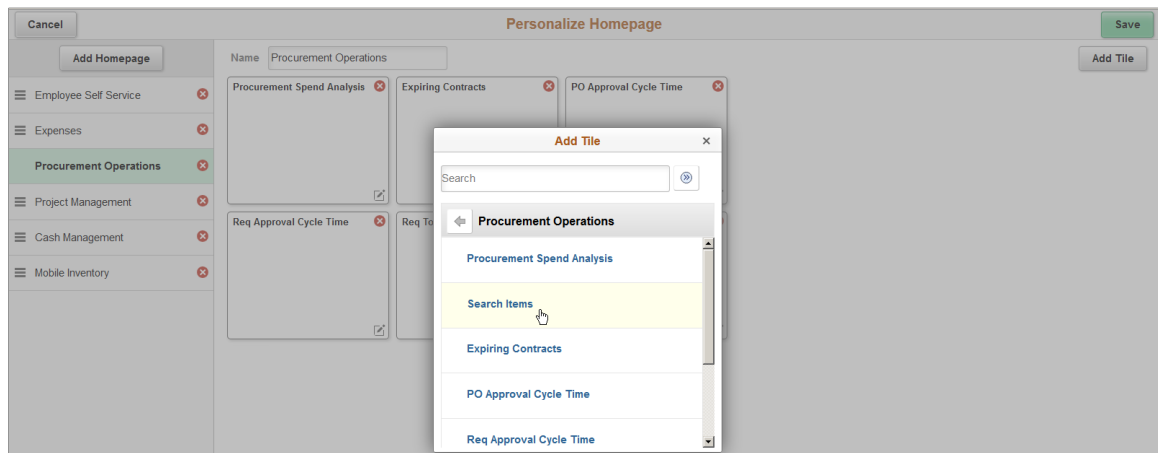 Cancel
Personalize Homepage
Save
Add Homepage
Name
Procurement Operations
Add Tile
Employee Self Service
Expenses
Procurement Operations
Project Management
Cash Management
Mobile Inventory
Procurement Spend Analysis
Expiring Contracts
PO Approval Cycle Time
Req Approval Cycle Time
Req To
Add Tile
Search
Procurement Operations
Procurement Spend Analysis
Search Items
Expiring Contracts
PO Approval Cycle Time
Req Approval Cycle Time